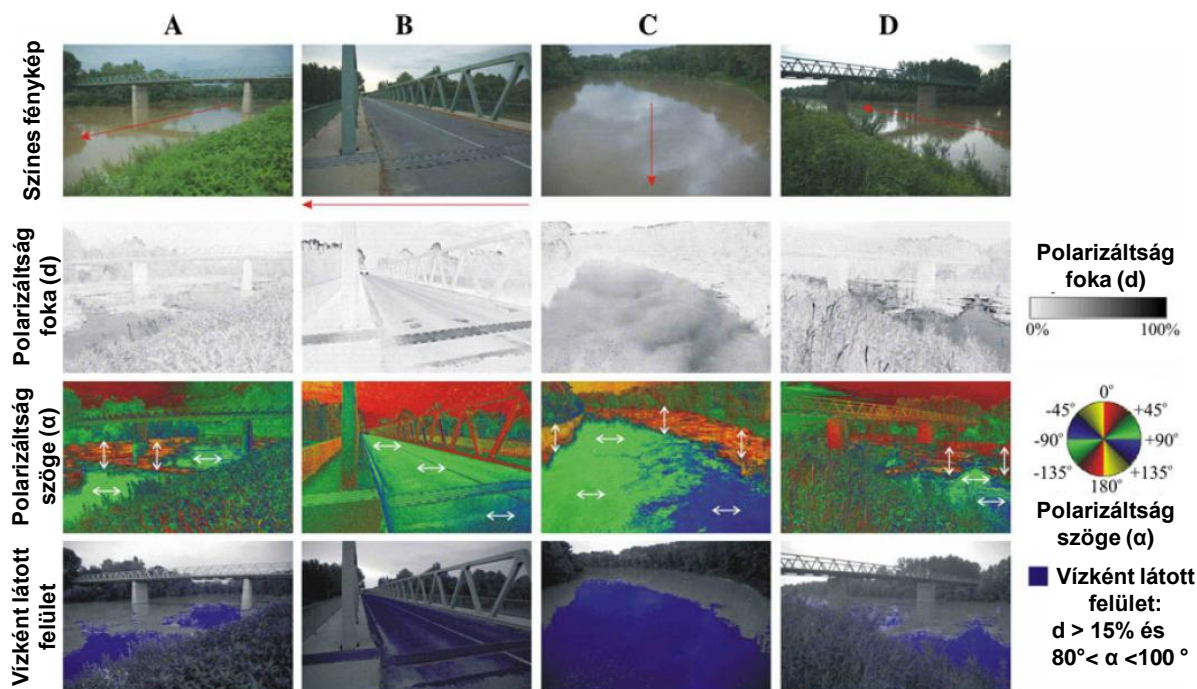 A
B
C
D
Színes fénykép
Polarizáltság
foka (d)
Polarizáltság
foka (d)
0%
100%
Polarizáltság
szöge (α)
0°
-45°
+45°
-90°
+90°
-135°
+135°
180°
Polarizáltság
szöge (α)
Vízként látott
felület
Vízként látott
felület:
d > 15% és
80°< α <100 °